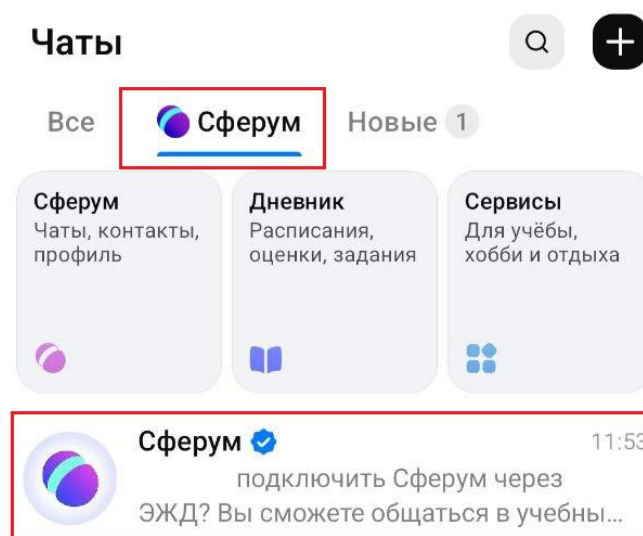 Чаты
Все Сферум Новые 1
Сферум
Чаты, контакты,
профиль
Дневник
Расписания,
оценки, задания
Сервисы
Для учёбы,
хобби и отдыха
Сферум 11:53
подключить Сферум через
ЭЖД? Вы сможете общаться в учебны...